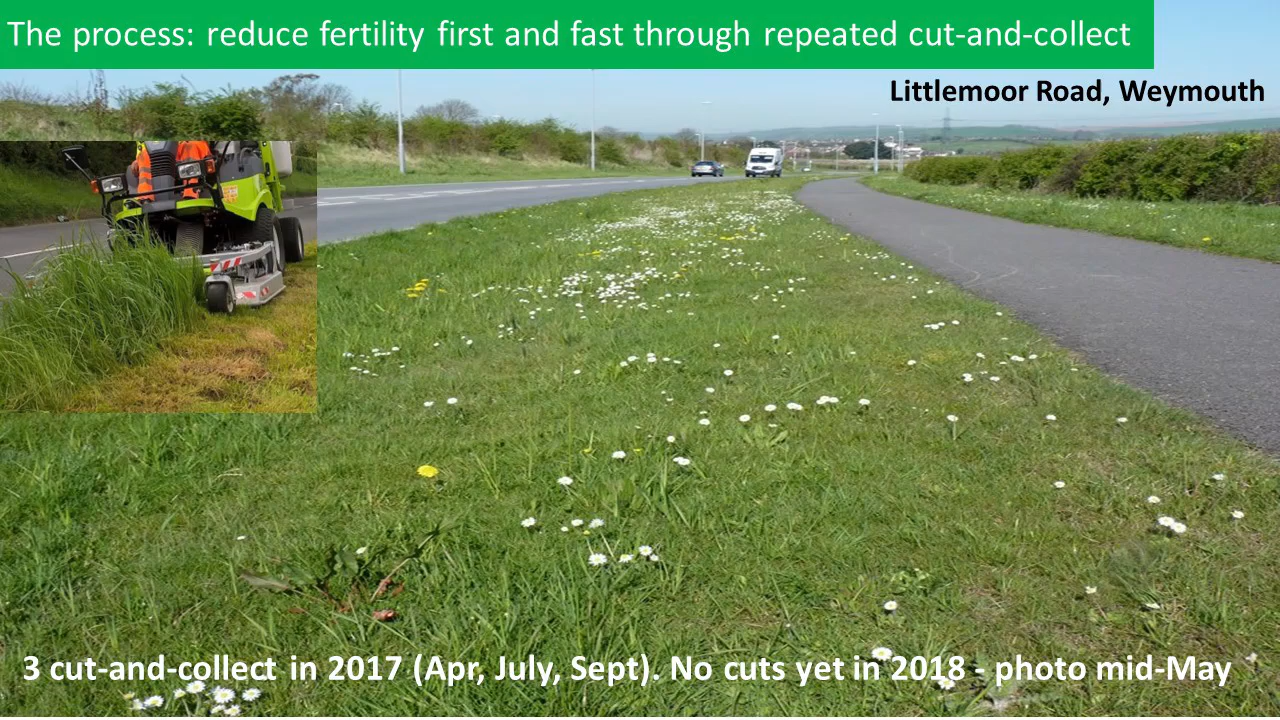 The process: reduce fertility first and fast through repeated cut-and-collect
Littlemoor Road, Weymouth
3 cut-and-collect in 2017 (Apr, July, Sept). No cuts yet in 2018 - photo mid-May